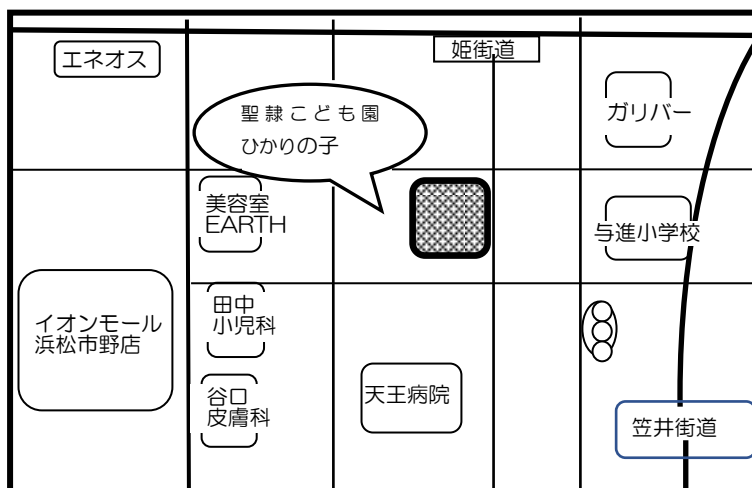 エネオス
姫街道
聖隷こども園
ひかりの子
ガリバー
美容室
EARTH
与進小学校
イオンモール
浜松市野店
田中
小児科
谷口
皮膚科
天王病院
笠井街道